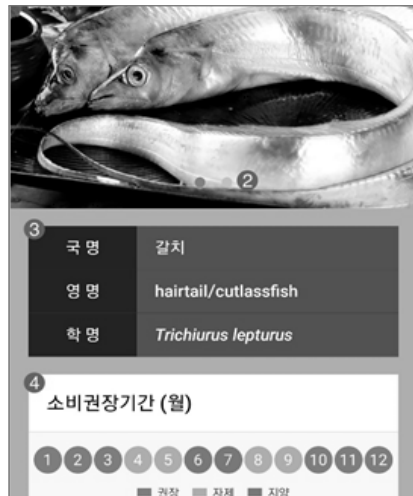 ②
③
국 명 갈치
영 명 hairtail/cutlassfish
학 명 Trichiurus lepturus
④
소비권장기간 (월)
1 2 3 4 5 6 7 8 9 10 11 12
권장 자제 지양